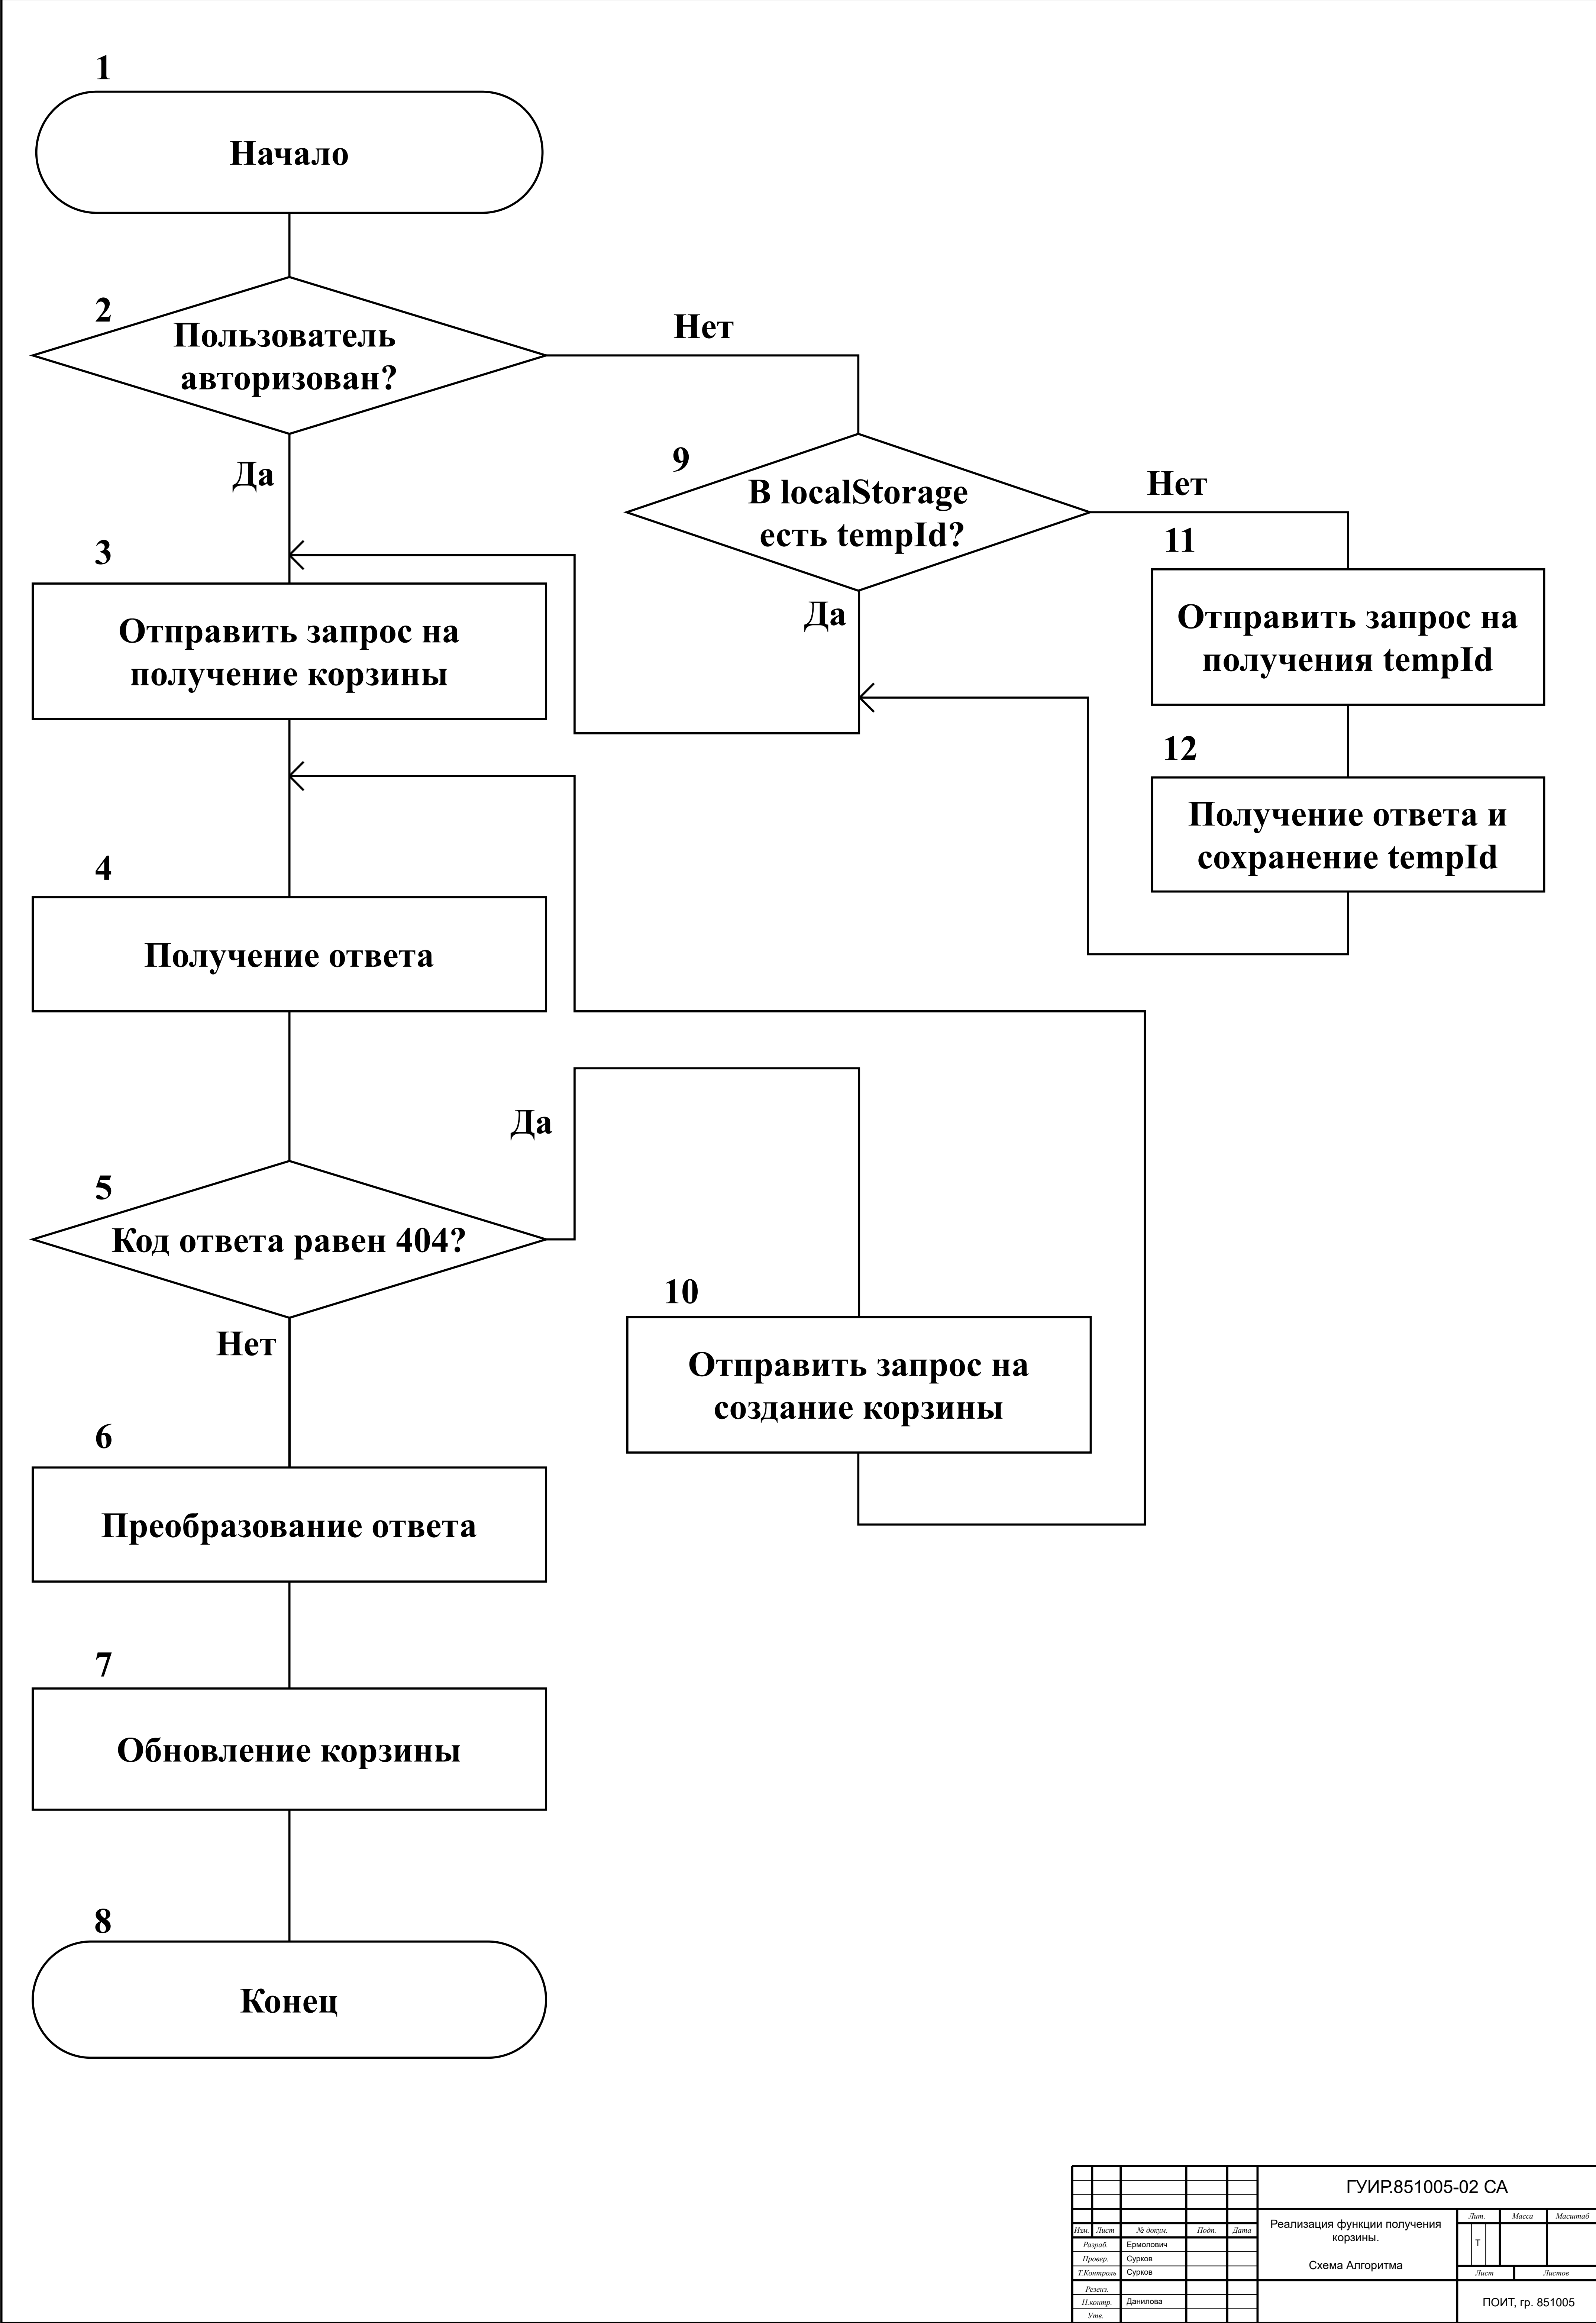 1
Начало
2
Пользователь
авторизован?
Нет
Да
9
В localStorage
есть tempId?
Нет
Да
3
Отправить запрос на
получение корзины
11
Отправить запрос на
получения tempId
12
Получение ответа и
сохранение tempId
4
Получение ответа
Да
5
Код ответа равен 404?
Нет
10
Отправить запрос на
создание корзины
6
Преобразование ответа
7
Обновление корзины
8
Конец
ГУИР.851005-02 СА
Изм. Лист № докум. Подп. Дата
Разраб. Ермолович
Провер. Сурков
Т.Контроль Сурков
Реценз.
Н.контр. Данилова
Утв.
Реализация функции получения
корзины.
Схема Алгоритма
Лит. Масса Масштаб
Т
Лист Листов
ПОИТ, гр. 851005